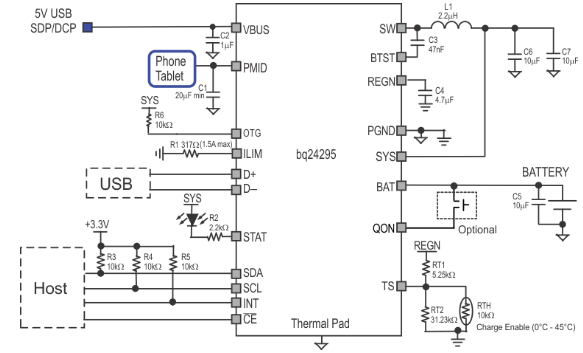 5V USB
SDP/DCP
C2
1µF
VBUS
Phone
Tablet
PMID
C1
20µF min
SYS
R6
10kΩ
OTG
R1 317Ω(1.5A max)
ILIM
USB
D+
D–
SYS
R2
2.2kΩ
STAT
+3.3V
R3
10kΩ
R4
10kΩ
R5
10kΩ
Host
SDA
SCL
INT
CE
bq24295
Thermal Pad
SW
L1
2.2µH
C3
47nF
BTST
C6
10µF
C7
10µF
REGN
C4
4.7µF
PGND
SYS
BAT
BATTERY
C5
10µF
QON
Optional
REGN
RT1
5.25kΩ
TS
RT2
31.23kΩ
RTH
10kΩ
Charge Enable (0°C - 45°C)